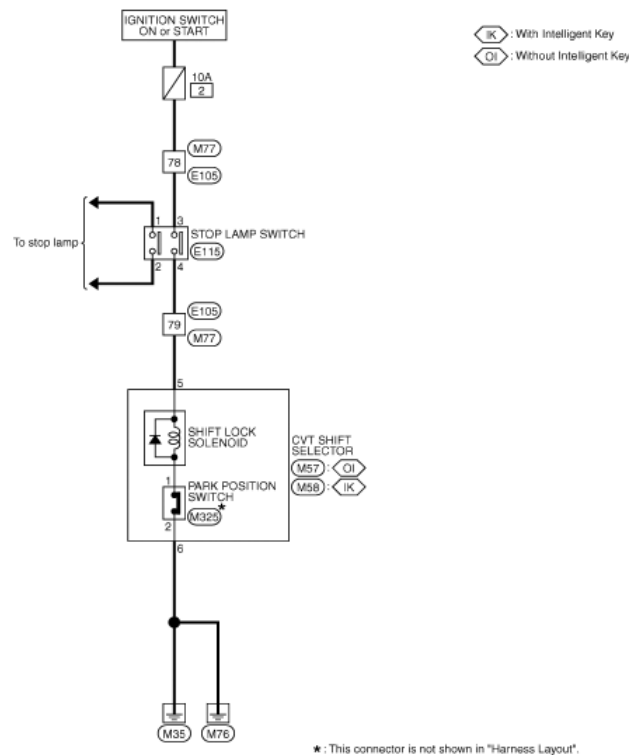 IGNITION SWITCH
ON or START
IK : With Intelligent Key
OI : Without Intelligent Key
10A
2
M77
78
E105
1 3
To stop lamp
STOP LAMP SWITCH
E115
2 4
E105
79
M77
5
SHIFT LOCK
SOLENOID
CVT SHIFT
SELECTOR
M57 : OI
M58 : IK
1
PARK POSITION
SWITCH
M325 *
2
6
M35 M76
* : This connector is not shown in "Harness Layout".